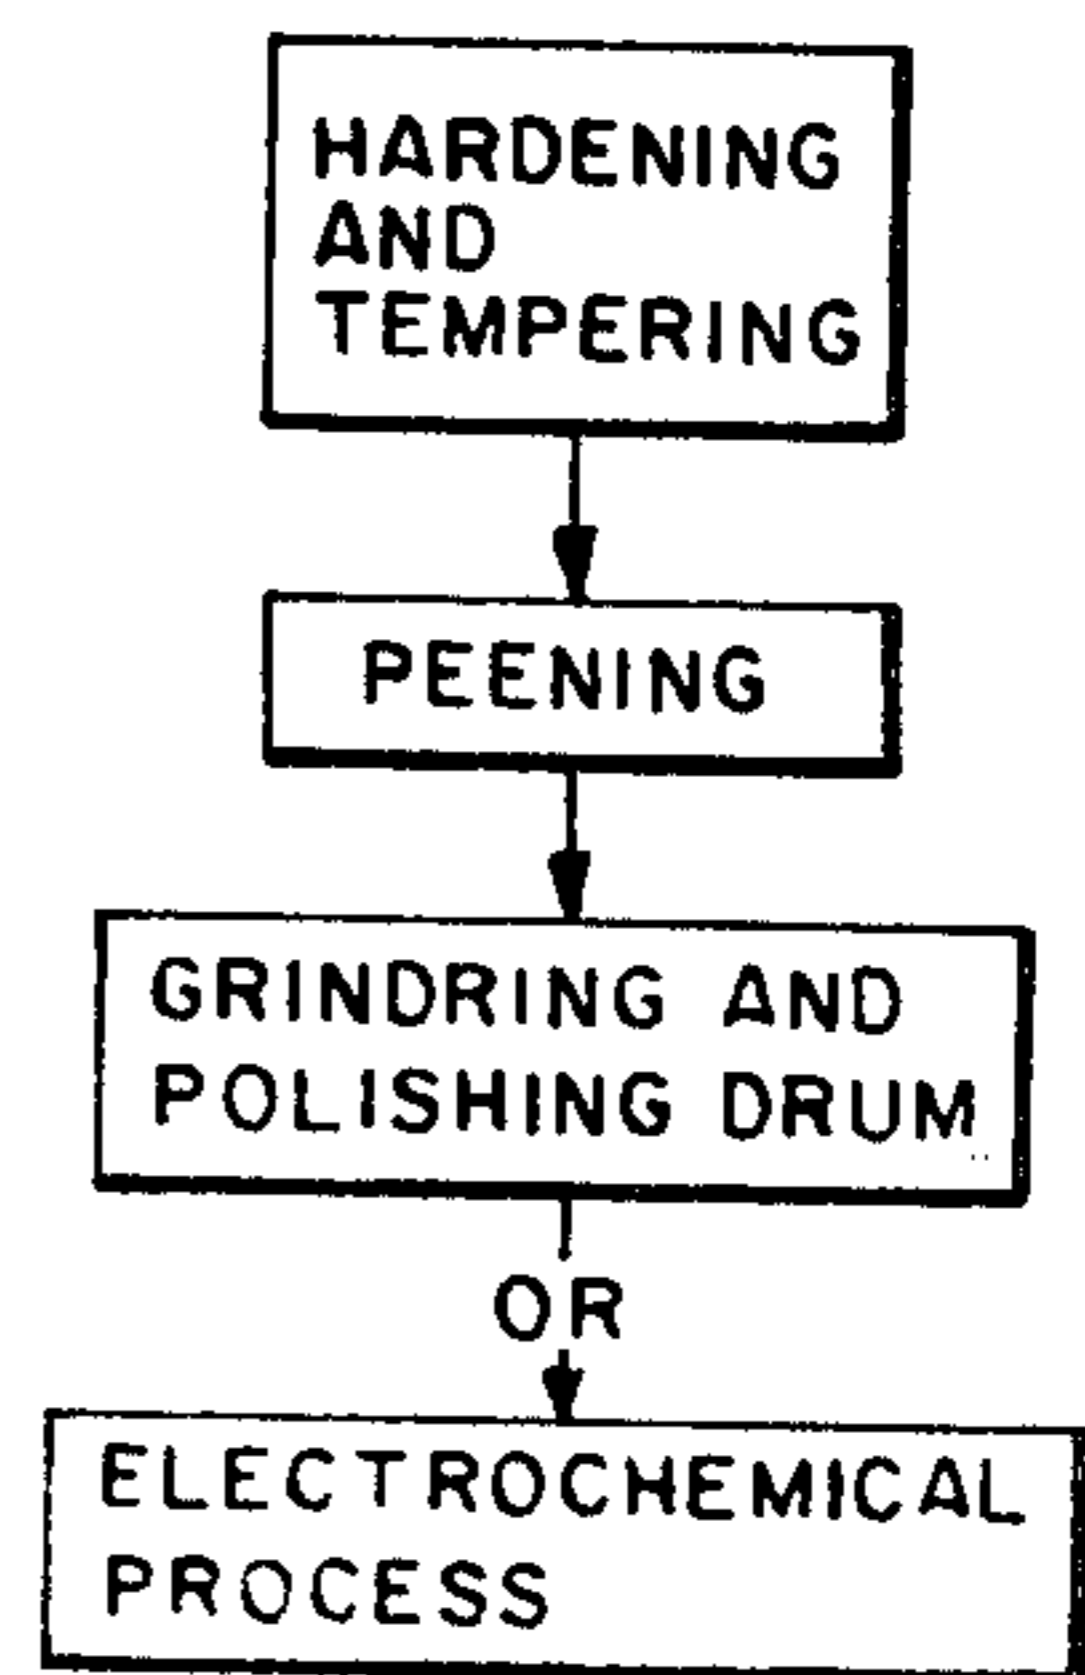 HARDENING
AND
TEMPERING
PEENING
GRINDRING AND
POLISHING DRUM
OR
ELECTROCHEMICAL
PROCESS